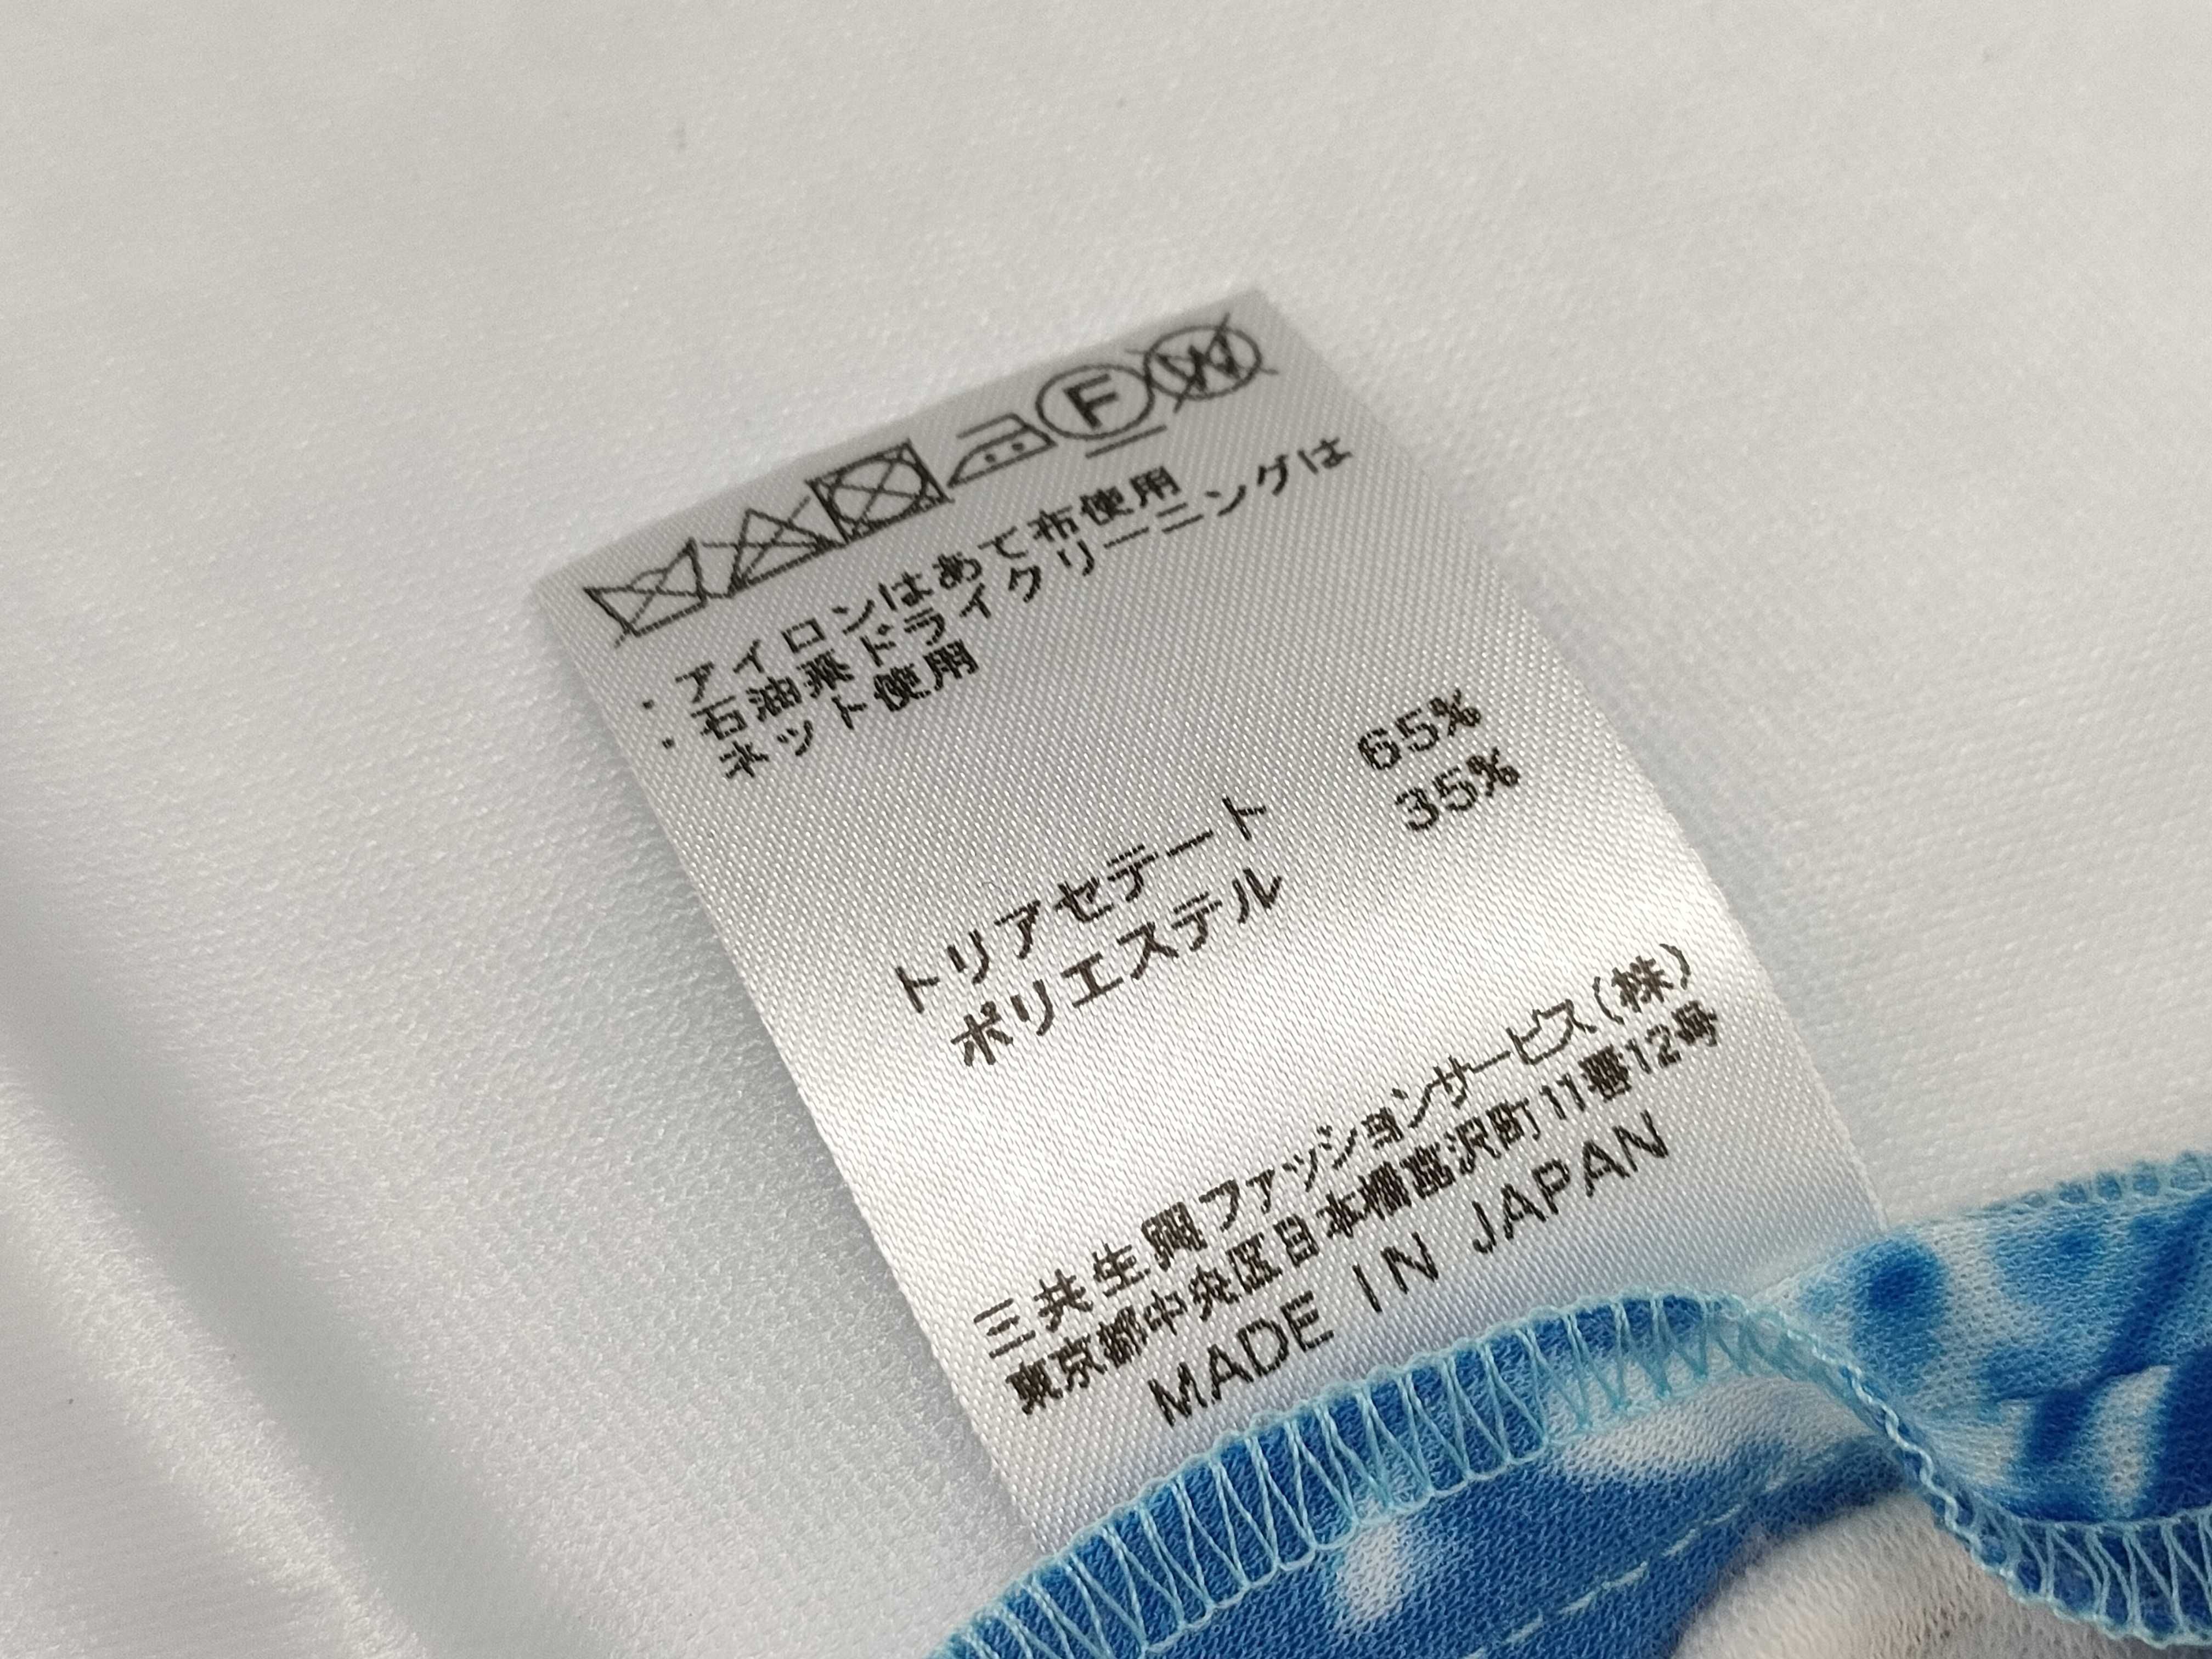 F W
・アイロンはあて布使用
・石油系ドライクリーニングは
ネット使用
トリアセテート 65%
ポリエステル 35%
三共生興ファッションサービス(株)
東京都中央区日本橋富沢町11番12号
MADE IN JAPAN